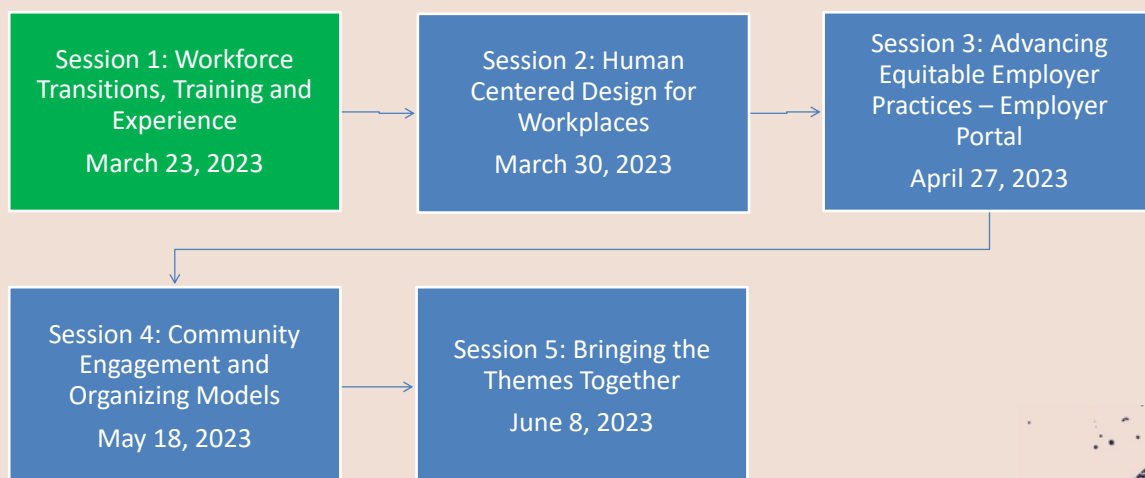 Session 1: Workforce
Transitions, Training and
Experience
March 23, 2023
Session 2: Human
Centered Design for
Workplaces
March 30, 2023
Session 3: Advancing
Equitable Employer
Practices – Employer
Portal
April 27, 2023
Session 4: Community
Engagement and
Organizing Models
May 18, 2023
Session 5: Bringing the
Themes Together
June 8, 2023